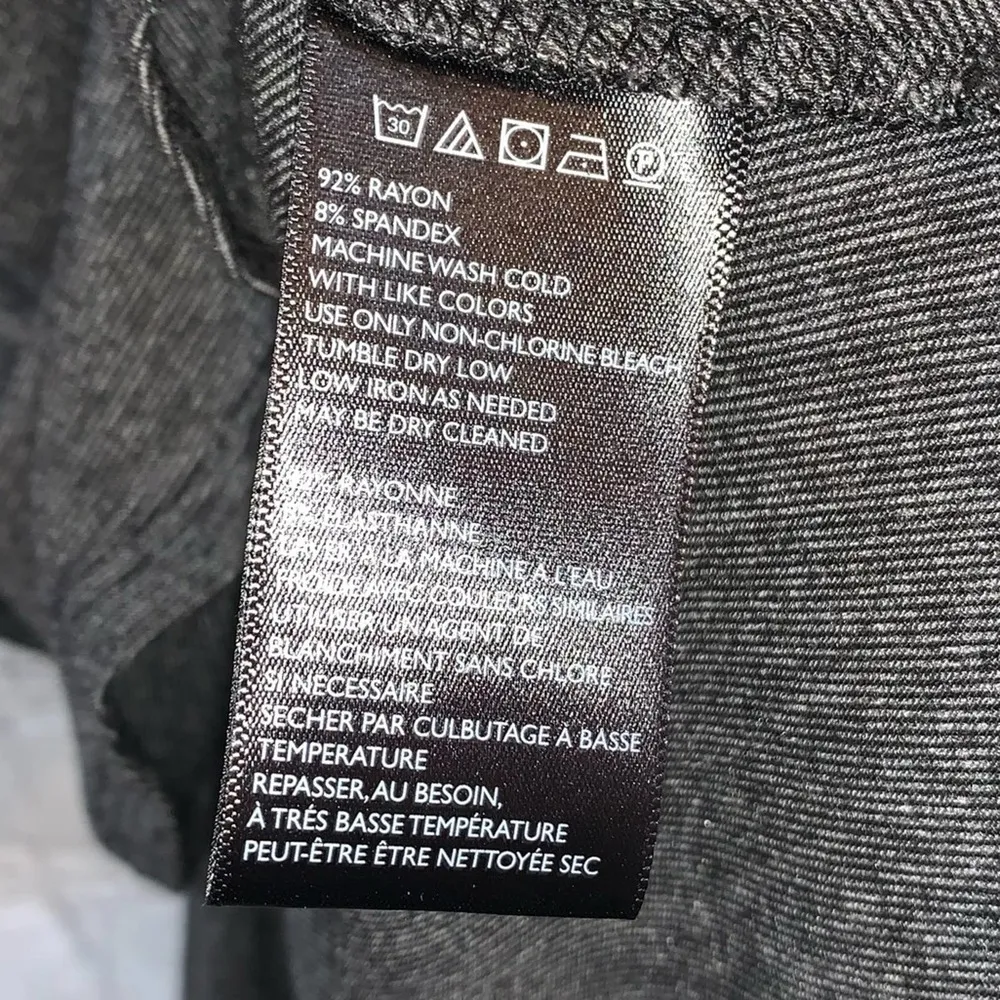 30 P
92% RAYON
8% SPANDEX
MACHINE WASH COLD
WITH LIKE COLORS
USE ONLY NON-CHLORINE BLEACH
TUMBLE DRY LOW
LOW IRON AS NEEDED
MAY BE DRY CLEANED
RAYONNE
ELASTHANNE
LAVER A LA MACHINE A L'EAU
FROIDE AVEC COULEURS SIMILAIRES
UTILISER UN AGENT DE
BLANCHIMENT SANS CHLORE
SI NECESSAIRE
SECHER PAR CULBUTAGE À BASSE
TEMPERATURE
REPASSER, AU BESOIN,
À TRÉS BASSE TEMPÉRATURE
PEUT-ÊTRE ÊTRE NETTOYÉE SEC